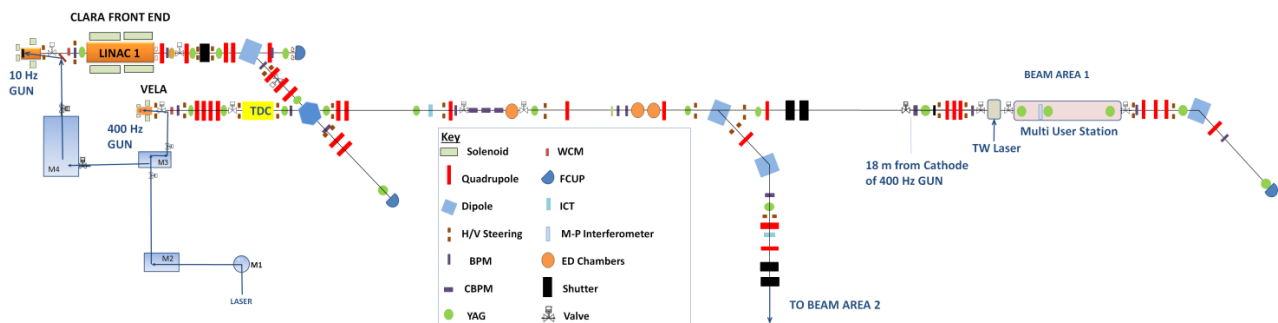 CLARA FRONT END
LINAC 1
10 Hz
GUN
VELA
TDC
400 Hz
GUN
M4
M3
M2
M1
LASER
Key
Solenoid
WCM
Quadrupole
FCUP
Dipole
ICT
H/V Steering
M-P Interferometer
BPM
ED Chambers
CBPM
Shutter
YAG
Valve
TO BEAM AREA 2
BEAM AREA 1
Multi User Station
TW Laser
18 m from Cathode
of 400 Hz GUN